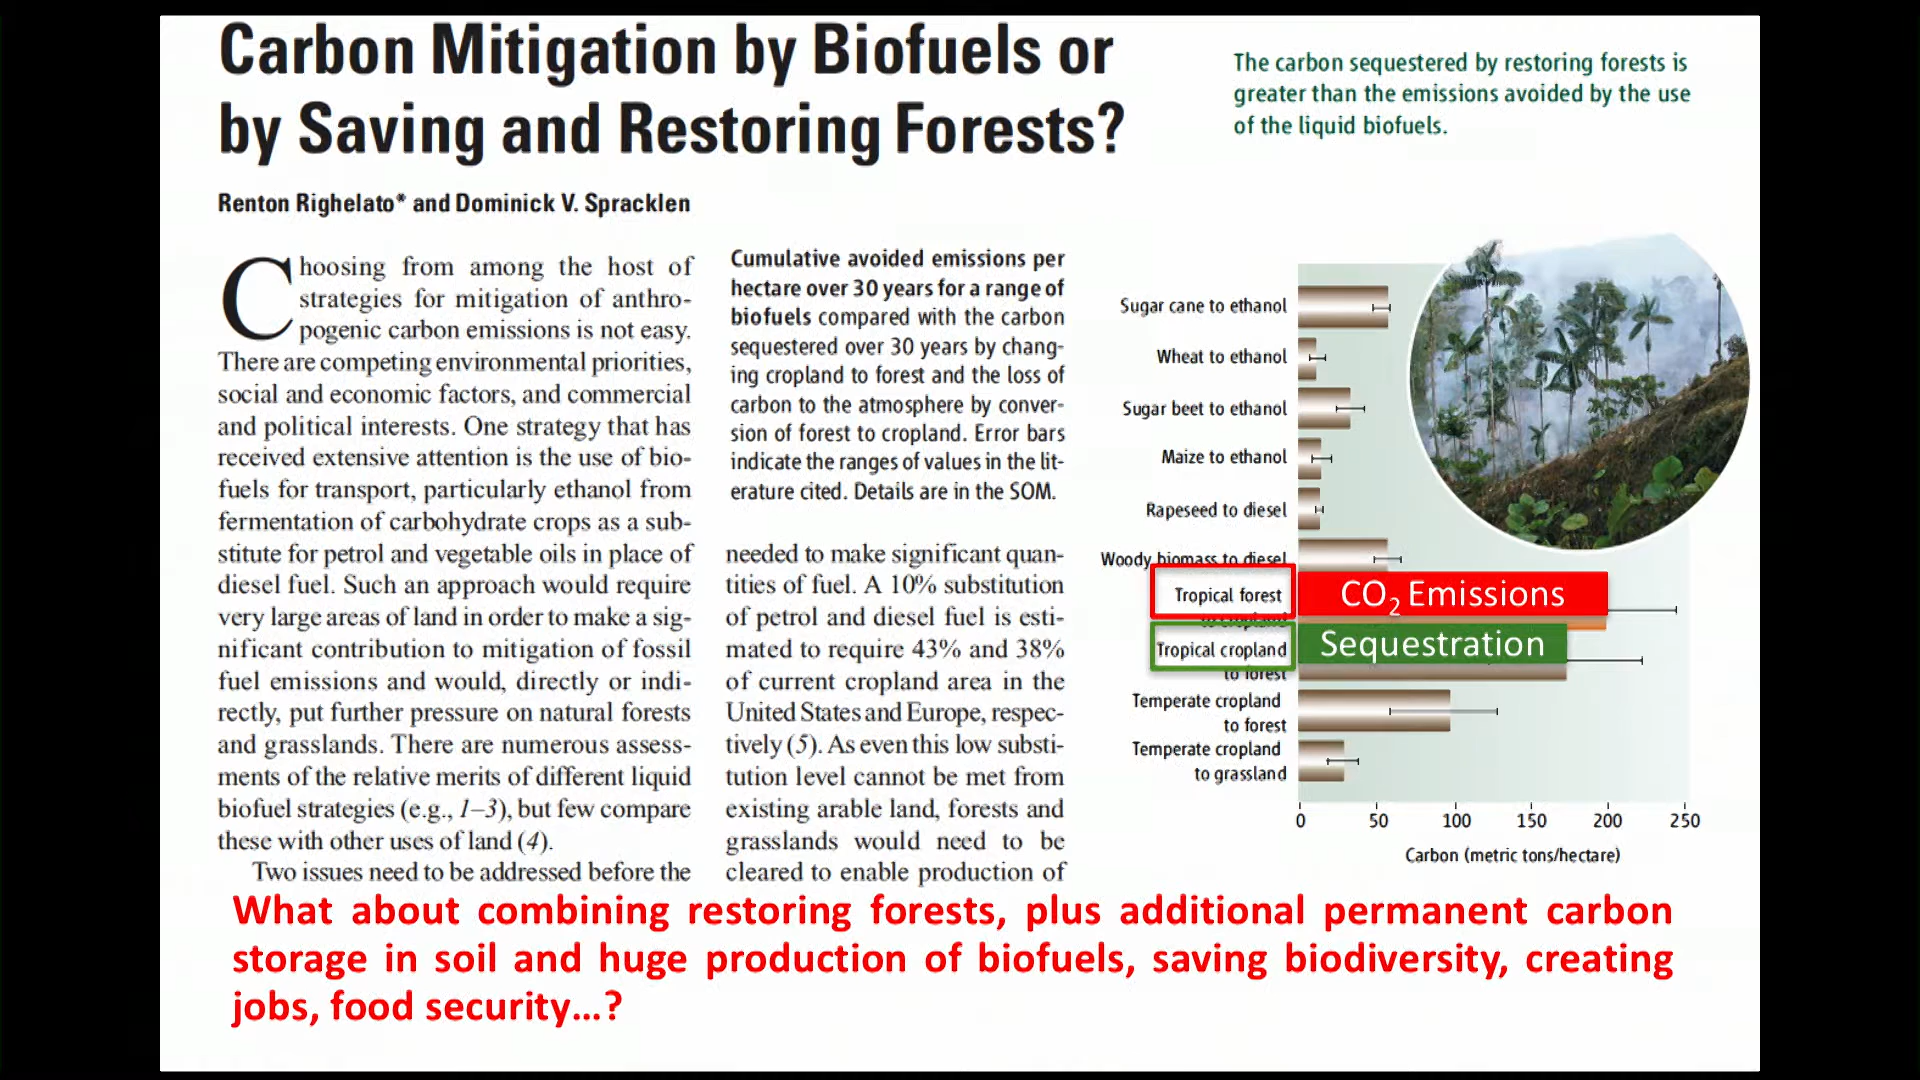 Carbon Mitigation by Biofuels or
by Saving and Restoring Forests?
The carbon sequestered by restoring forests is
greater than the emissions avoided by the use
of the liquid biofuels.
Renton Righelato* and Dominick V. Spracklen
Choosing from among the host of
strategies for mitigation of anthro-
pogenic carbon emissions is not easy.
There are competing environmental priorities,
social and economic factors, and commercial
and political interests. One strategy that has
received extensive attention is the use of bio-
fuels for transport, particularly ethanol from
fermentation of carbohydrate crops as a sub-
stitute for petrol and vegetable oils in place of
diesel fuel. Such an approach would require
very large areas of land in order to make a sig-
nificant contribution to mitigation of fossil
fuel emissions and would, directly or indi-
rectly, put further pressure on natural forests
and grasslands. There are numerous assess-
ments of the relative merits of different liquid
biofuel strategies (e.g., 1–3), but few compare
these with other uses of land (4).
Two issues need to be addressed before the
Cumulative avoided emissions per
hectare over 30 years for a range of
biofuels compared with the carbon
sequestered over 30 years by chang-
ing cropland to forest and the loss of
carbon to the atmosphere by conver-
sion of forest to cropland. Error bars
indicate the ranges of values in the lit-
erature cited. Details are in the SOM.
needed to make significant quan-
tities of fuel. A 10% substitution
of petrol and diesel fuel is esti-
mated to require 43% and 38%
of current cropland area in the
United States and Europe, respec-
tively (5). As even this low substi-
tution level cannot be met from
existing arable land, forests and
grasslands would need to be
cleared to enable production of
Sugar cane to ethanol
Wheat to ethanol
Sugar beet to ethanol
Maize to ethanol
Rapeseed to diesel
Woody biomass to diesel
Tropical forest
to cropland
CO2 Emissions
Tropical cropland
to forest
Sequestration
Temperate cropland
to forest
Temperate cropland
to grassland
0 50 100 150 200 250
Carbon (metric tons/hectare)
What about combining restoring forests, plus additional permanent carbon
storage in soil and huge production of biofuels, saving biodiversity, creating
jobs, food security...?